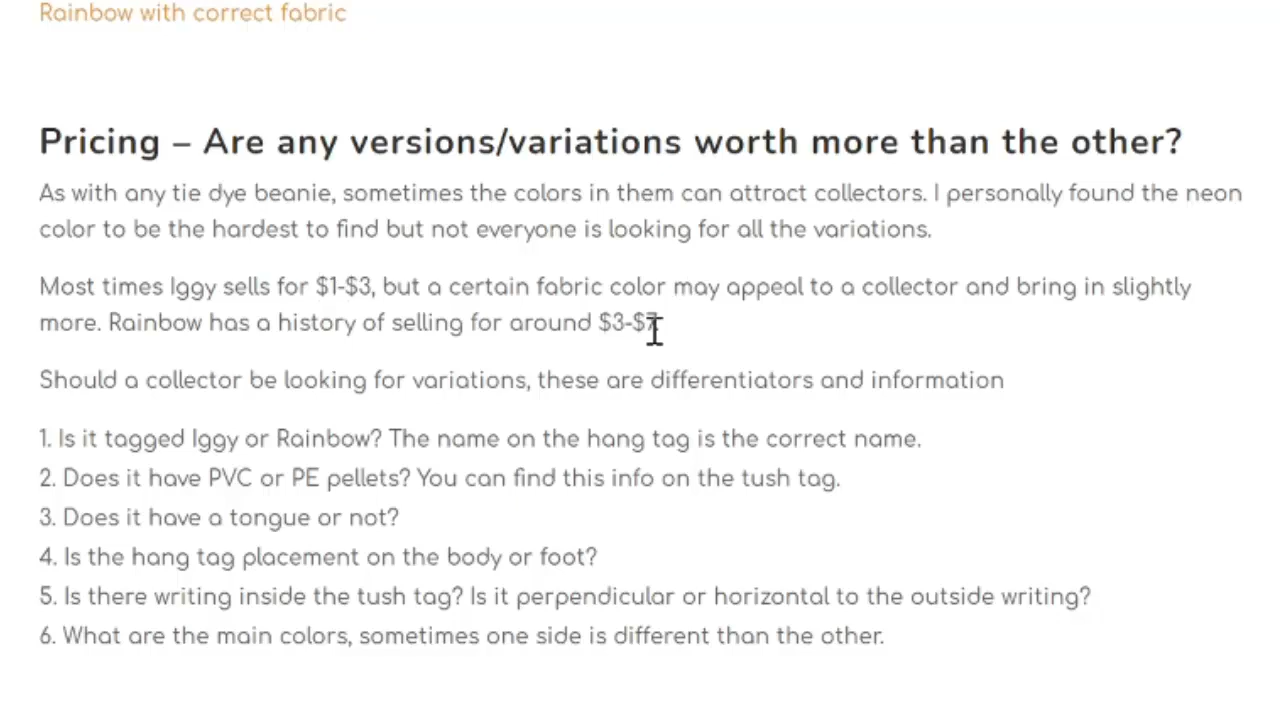 Rainbow with correct fabric
Pricing – Are any versions/variations worth more than the other?
As with any tie dye beanie, sometimes the colors in them can attract collectors. I personally found the neon
color to be the hardest to find but not everyone is looking for all the variations.
Most times Iggy sells for $1-$3, but a certain fabric color may appeal to a collector and bring in slightly
more. Rainbow has a history of selling for around
Should a collector be looking for variations, these are differentiators and information
1. Is it tagged Iggy or Rainbow? The name on the hang tag is the correct name.
2. Does it have PVC or PE pellets? You can find this info on the tush tag.
3. Does it have a tongue or not?
4. Is the hang tag placement on the body or foot?
5. Is there writing inside the tush tag? Is it perpendicular or horizontal to the outside writing?
6. What are the main colors, sometimes one side is different than the other.